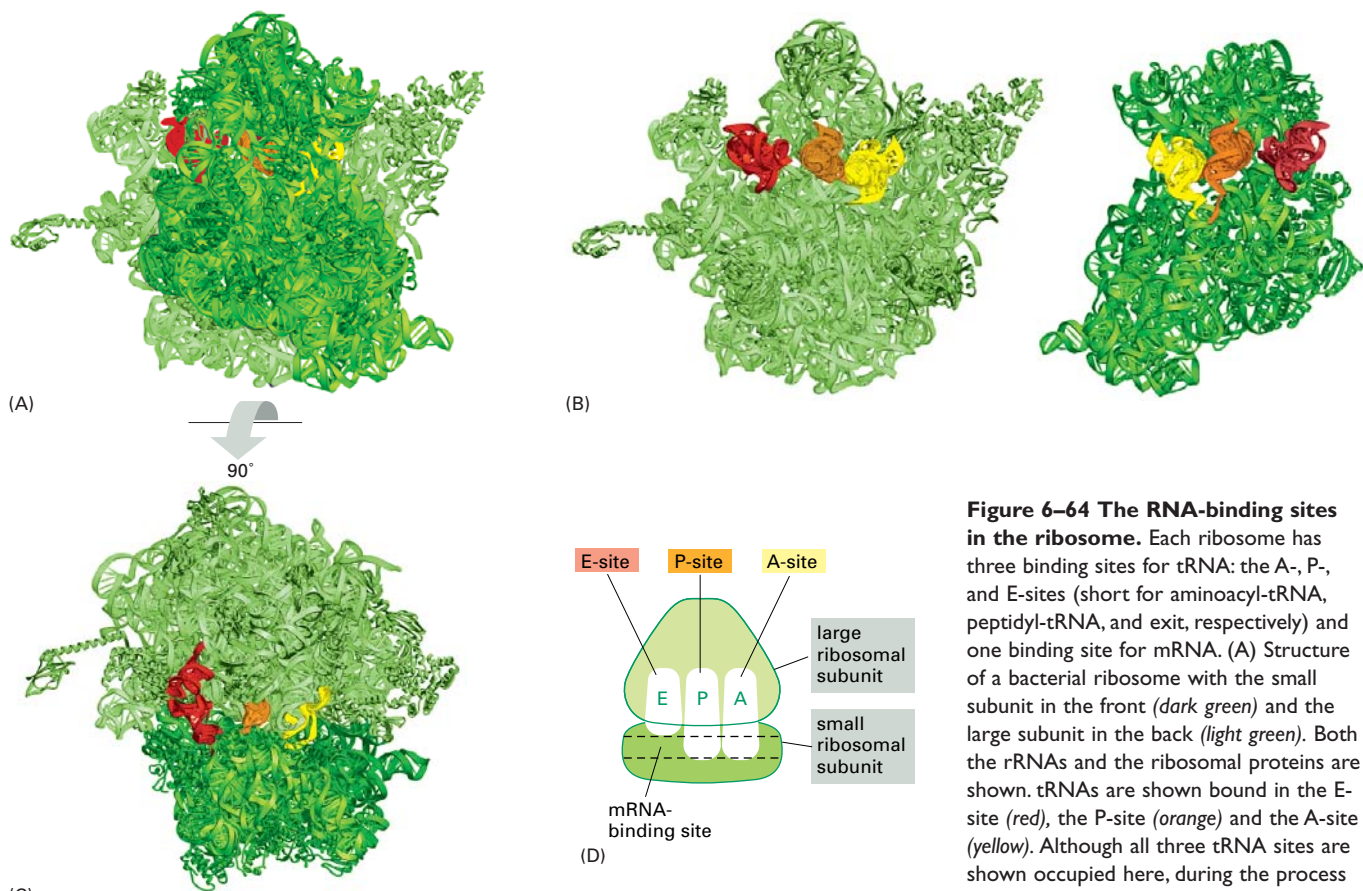 (A)
(B)
90°
E-site
P-site
A-site
E
P
A
large
ribosomal
subunit
small
ribosomal
subunit
mRNA-
binding site
(D)
Figure 6–64 The RNA-binding sites
in the ribosome. Each ribosome has
three binding sites for tRNA: the A-, P-,
and E-sites (short for aminoacyl-tRNA,
peptidyl-tRNA, and exit, respectively) and
one binding site for mRNA. (A) Structure
of a bacterial ribosome with the small
subunit in the front (dark green) and the
large subunit in the back (light green). Both
the rRNAs and the ribosomal proteins are
shown. tRNAs are shown bound in the E-
site (red), the P-site (orange) and the A-site
(yellow). Although all three tRNA sites are
shown occupied here, during the process